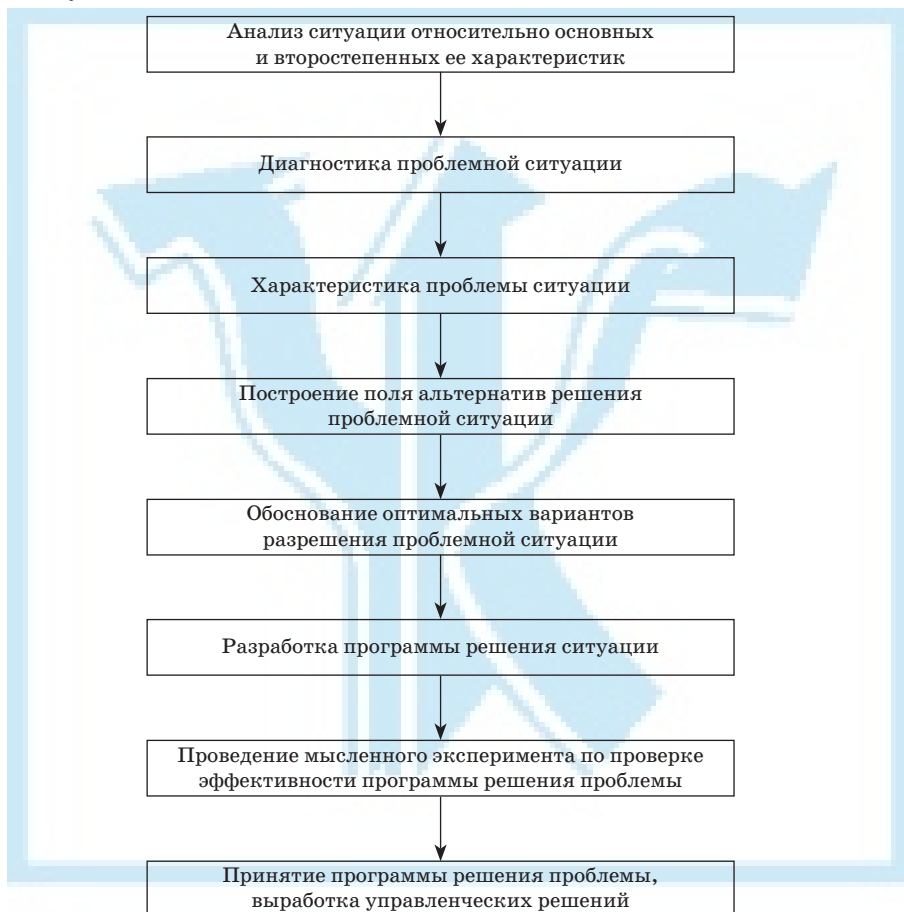 Анализ ситуации относительно основных
и второстепенных ее характеристик
Диагностика проблемной ситуации
Характеристика проблемы ситуации
Построение поля альтернатив решения
проблемной ситуации
Обоснование оптимальных вариантов
разрешения проблемной ситуации
Разработка программы решения ситуации
Проведение мысленного эксперимента по проверке
эффективности программы решения проблемы
Принятие программы решения проблемы,
выработка управленческих решений